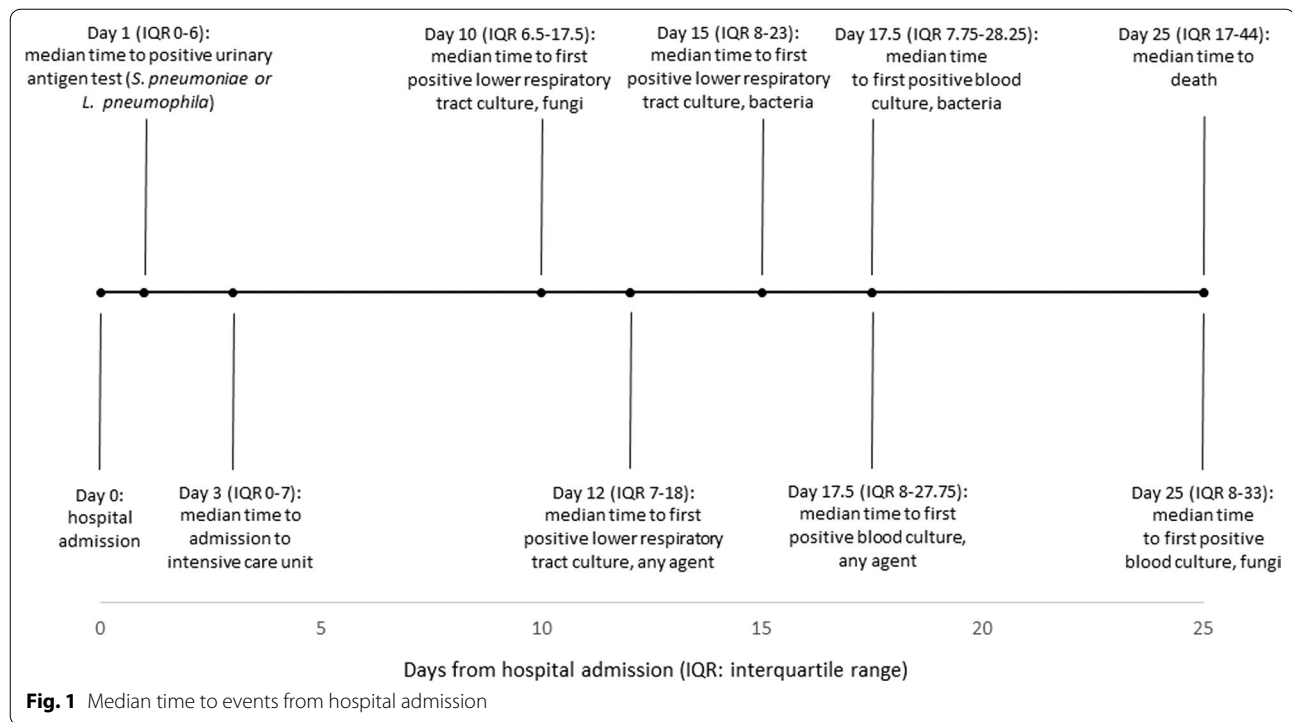 Day 1 (IQR 0-6):
median time to positive urinary
antigen test (S. pneumoniae or
L. pneumophila)
Day 10 (IQR 6.5-17.5):
median time to first
positive lower respiratory
tract culture, fungi
Day 15 (IQR 8-23):
median time to first
positive lower respiratory
tract culture, bacteria
Day 17.5 (IQR 7.75-28.25):
median time
to first positive blood
culture, bacteria
Day 25 (IQR 17-44):
median time to
death
Day 0:
hospital
admission
Day 3 (IQR 0-7):
median time to
admission to
intensive care unit
Day 12 (IQR 7-18):
median time to first
positive lower respiratory
tract culture, any agent
Day 17.5 (IQR 8-27.75):
median time to first
positive blood culture,
any agent
Day 25 (IQR 8-33):
median time
to first positive
blood culture, fungi
0 5 10 15 20 25
Days from hospital admission (IQR: interquartile range)
Fig. 1 Median time to events from hospital admission